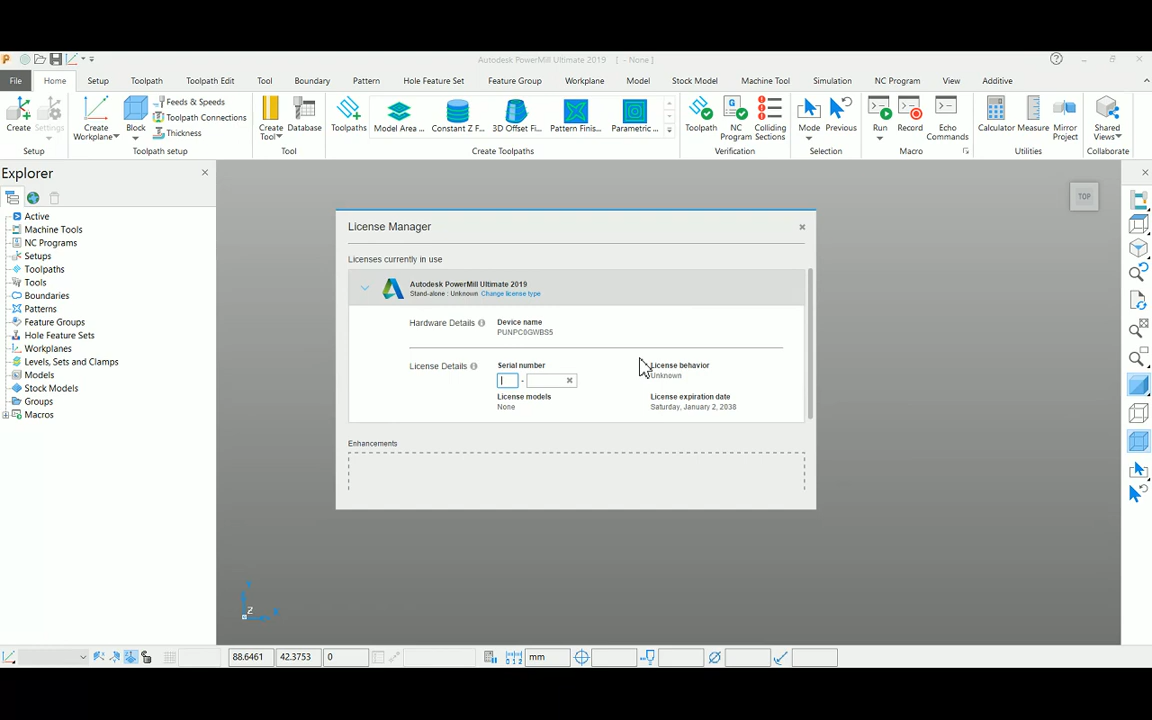 Autodesk PowerMill Ultimate 2019 [ - None ]
File Home Setup Toolpath Toolpath Edit Tool Boundary Pattern Hole Feature Set Feature Group Workplane Model Stock Model Machine Tool Simulation NC Program View Additive
Create
Settings
Create Workplane
Block
Feeds & Speeds
Toolpath Connections
Thickness
Create Tool
Database
Toolpaths
Model Area ...
Constant Z F...
3D Offset Fi...
Pattern Finis...
Parametric ...
Toolpath
NC Program
Colliding Sections
Mode
Previous
Run
Record
Echo Commands
Calculator
Measure
Mirror Project
Shared Views
Setup Toolpath setup Tool Create Toolpaths Verification Selection Macro Utilities Collaborate
Explorer
Active
Machine Tools
NC Programs
Setups
Toolpaths
Tools
Boundaries
Patterns
Feature Groups
Hole Feature Sets
Workplanes
Levels, Sets and Clamps
Models
Stock Models
Groups
Macros
TOP
License Manager
Licenses currently in use
Autodesk PowerMill Ultimate 2019
Stand-alone : Unknown Change license type
Hardware Details
Device name
PUNPC0GWBS5
License Details
Serial number
-
License behavior
Unknown
License models
None
License expiration date
Saturday, January 2, 2038
Enhancements
Z
88.6461 42.3753 0 mm